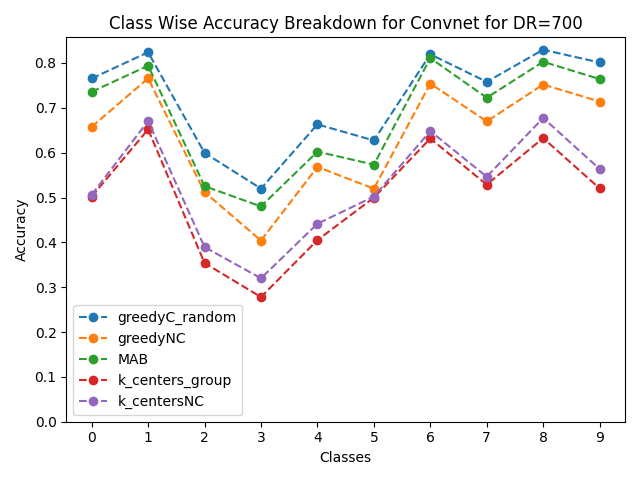 Class Wise Accuracy Breakdown for Convnet for DR=700
Accuracy
0.8
0.7
0.6
0.5
0.4
0.3
0.2
0.1
0.0
greedyC_random
greedyNC
MAB
k_centers_group
k_centersNC
0 1 2 3 4 5 6 7 8 9
Classes